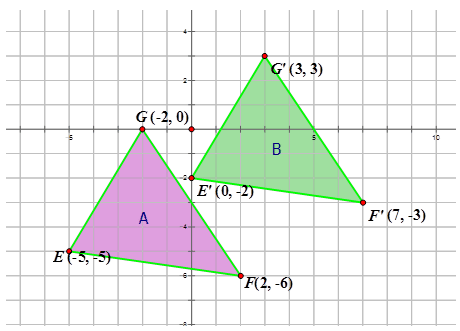 4
2
G' (3, 3)
G (-2, 0)
-5
5
10
B
-2
E' (0, -2)
F' (7, -3)
A
-4
E (-5, -5)
-6
F(2, -6)
-8